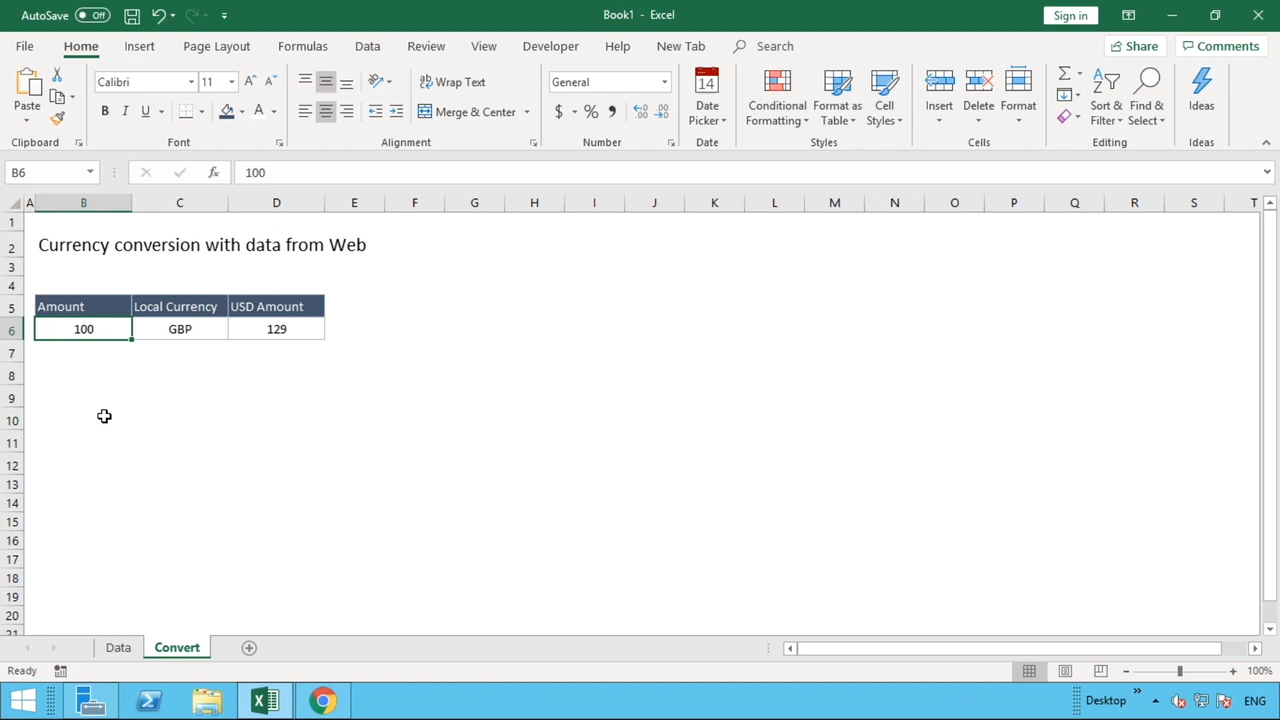 AutoSave Off Book1 - Excel Sign in
File Home Insert Page Layout Formulas Data Review View Developer Help New Tab Search Share Comments
Paste Calibri 11 B I U A Wrap Text Merge & Center General $ % Date Picker Conditional Formatting Format as Table Cell Styles Insert Delete Format Sort & Filter Find & Select Ideas
Clipboard Font Alignment Number Date Styles Cells Editing Ideas
B6 fx 100
A B C D E F G H I J K L M N O P Q R S T
1
2 Currency conversion with data from Web
3
4
5 Amount Local Currency USD Amount
6 100 GBP 129
7
8
9
10
11
12
13
14
15
16
17
18
19
20
21
Data Convert
Ready 100%
Desktop ENG